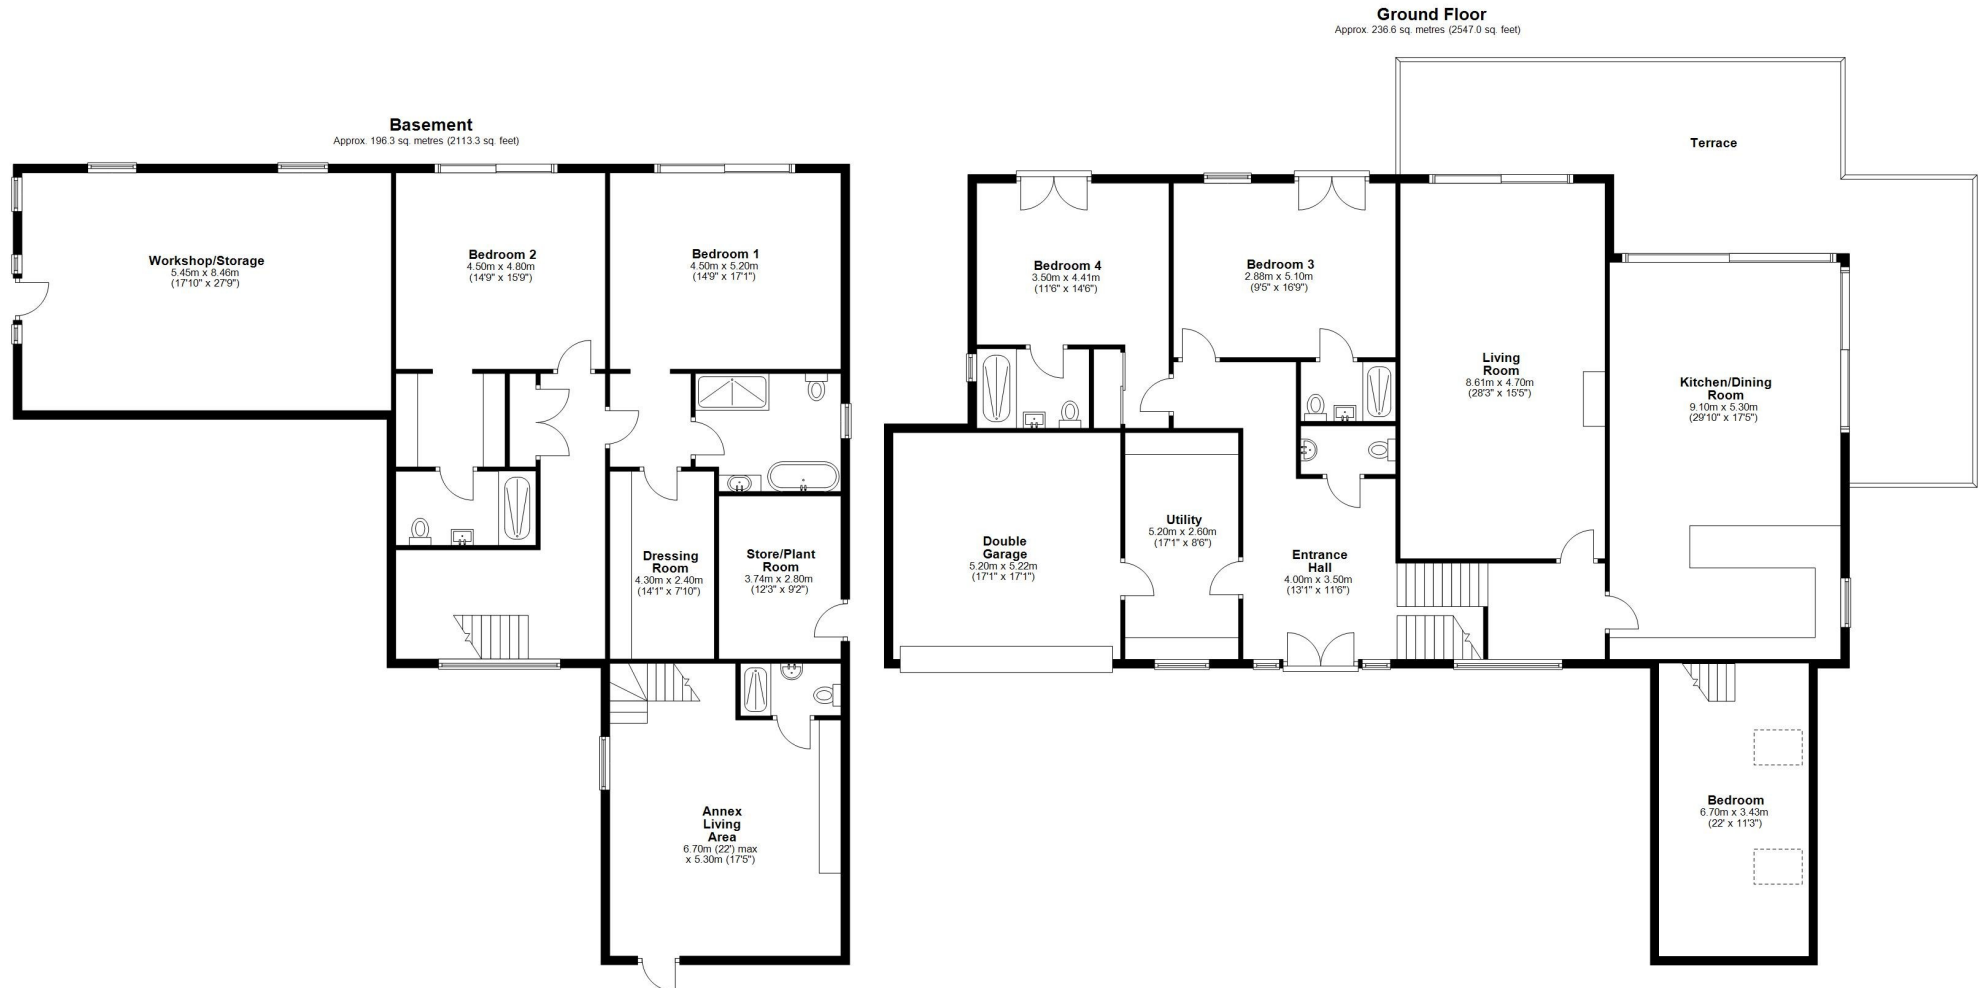 Ground Floor
Approx. 236.6 sq. metres (2547.0 sq. feet)
Basement
Approx. 196.3 sq. metres (2113.3 sq. feet)
Workshop/Storage
5.45m x 8.46m
(17'10" x 27'9")
Bedroom 2
4.50m x 4.80m
(14'9" x 15'9")
Bedroom 1
4.50m x 5.20m
(14'9" x 17'1")
Dressing
Room
4.30m x 2.40m
(14'1" x 7'10")
Store/Plant
Room
3.74m x 2.80m
(12'3" x 9'2")
Annex
Living
Area
6.70m (22') max
x 5.30m (17'5")
Terrace
Bedroom 4
3.50m x 4.41m
(11'6" x 14'6")
Bedroom 3
2.88m x 5.10m
(9'5" x 16'9")
Living
Room
8.61m x 4.70m
(28'3" x 15'5")
Kitchen/Dining
Room
9.10m x 5.30m
(29'10" x 17'5")
Double
Garage
5.20m x 5.22m
(17'1" x 17'1")
Utility
5.20m x 2.60m
(17'1" x 8'6")
Entrance
Hall
4.00m x 3.50m
(13'1" x 11'6")
Bedroom
6.70m x 3.43m
(22' x 11'3")